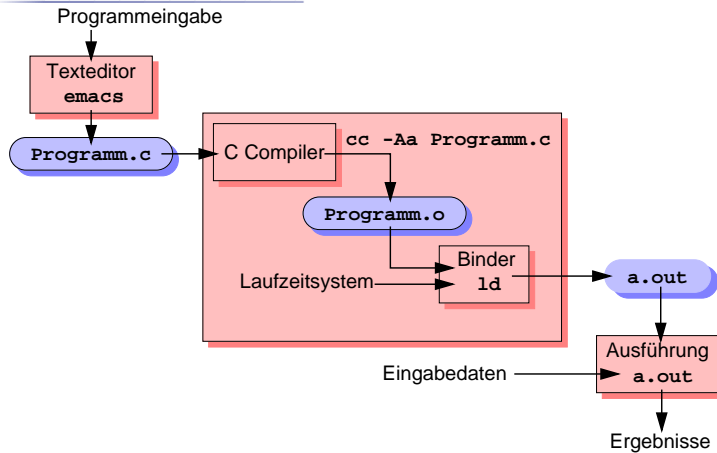 Programmeingabe
Texteditor
emacs
Programm.c
C Compiler
cc -Aa Programm.c
Programm.o
Binder
ld
Laufzeitsystem
a.out
Ausführung
a.out
Eingabedaten
Ergebnisse